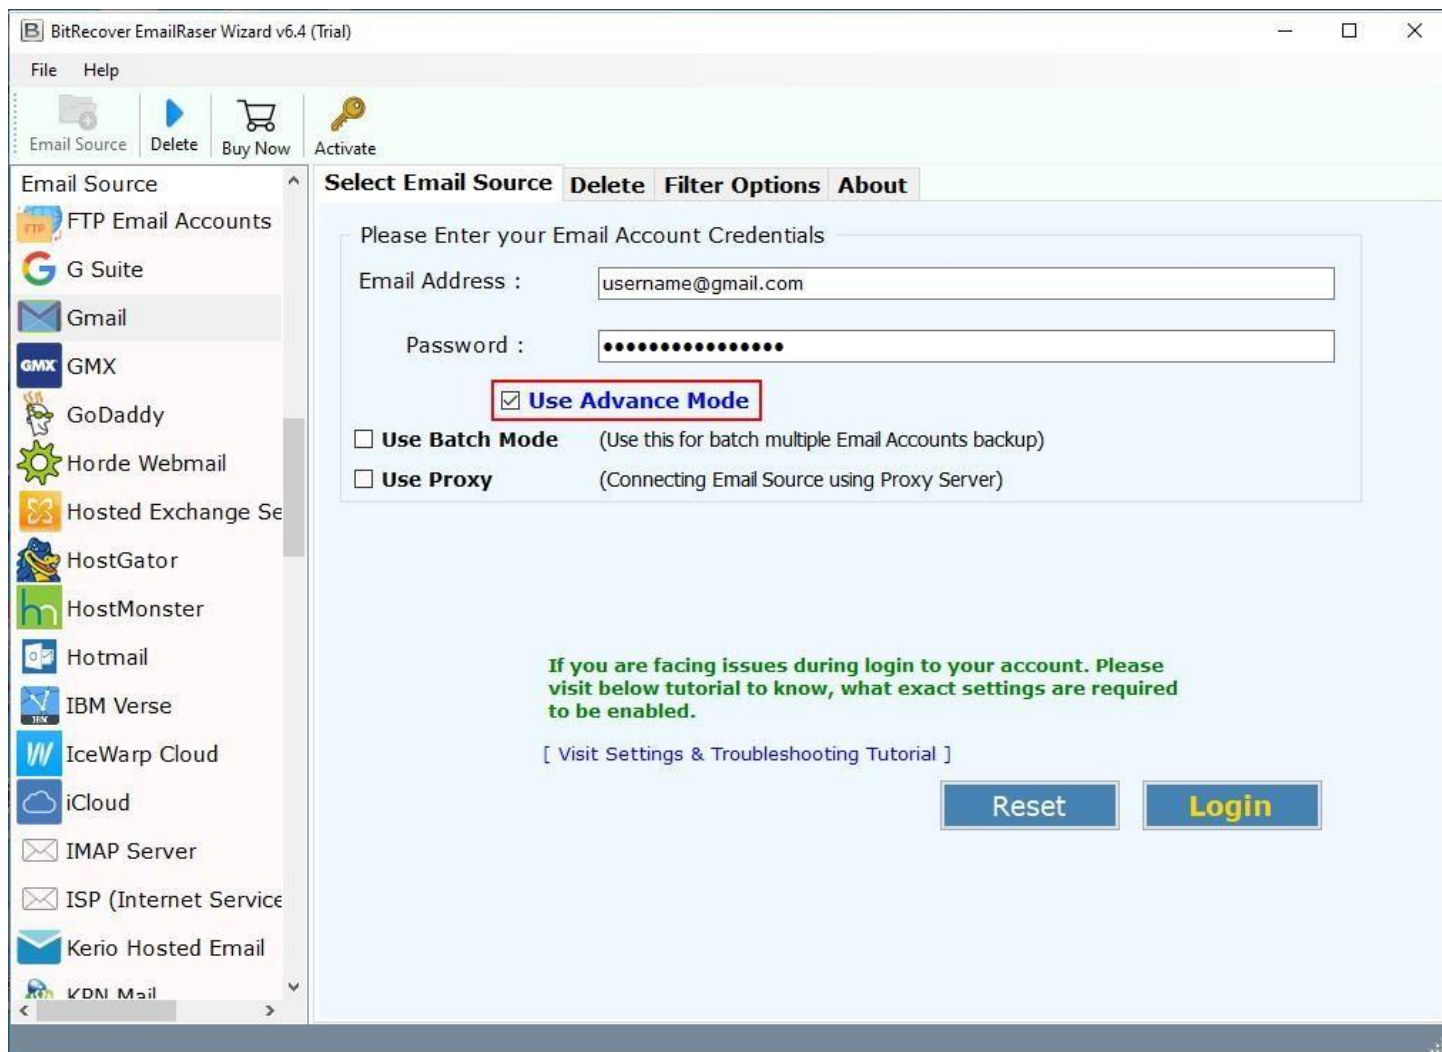 BitRecover EmailRaser Wizard v6.4 (Trial)
File Help
Email Source Delete Buy Now Activate
Email Source
FTP
FTP Email Accounts
G Suite
Gmail
GMX
GMX
GoDaddy
Horde Webmail
Hosted Exchange Se
HostGator
hm
HostMonster
Hotmail
IBM
IBM Verse
IceWarp Cloud
iCloud
IMAP Server
ISP (Internet Service
Kerio Hosted Email
KPN Mail
Select Email Source Delete Filter Options About
Please Enter your Email Account Credentials
Email Address : username@gmail.com
Password : ••••••••••••••••
Use Advance Mode
Use Batch Mode (Use this for batch multiple Email Accounts backup)
Use Proxy (Connecting Email Source using Proxy Server)
If you are facing issues during login to your account. Please
visit below tutorial to know, what exact settings are required
to be enabled.
[ Visit Settings & Troubleshooting Tutorial ]
Reset Login